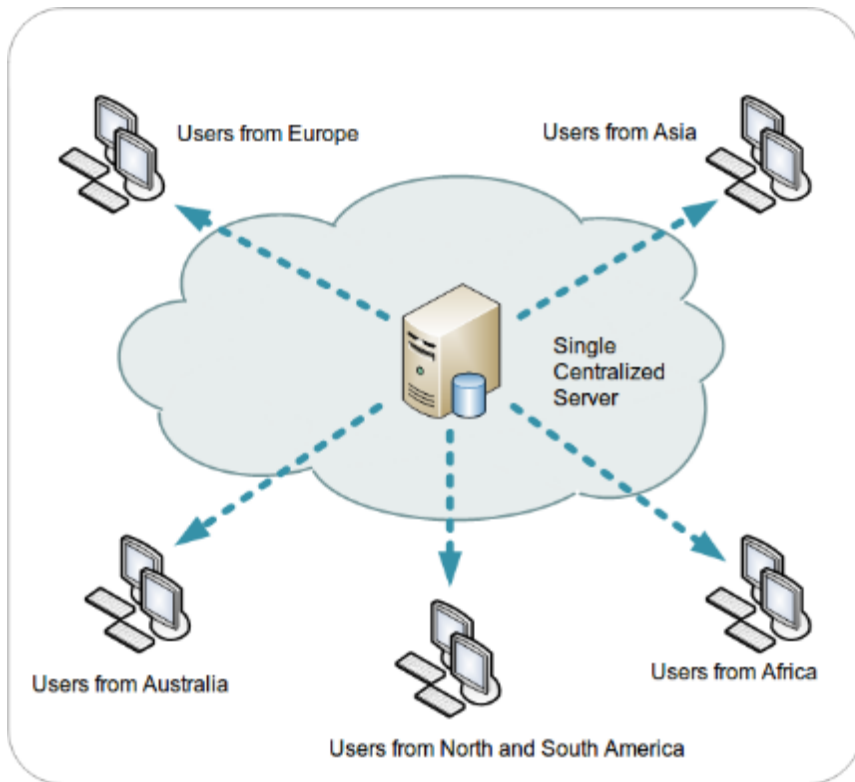 Users from Europe
Users from Asia
Single
Centralized
Server
Users from Australia
Users from Africa
Users from North and South America